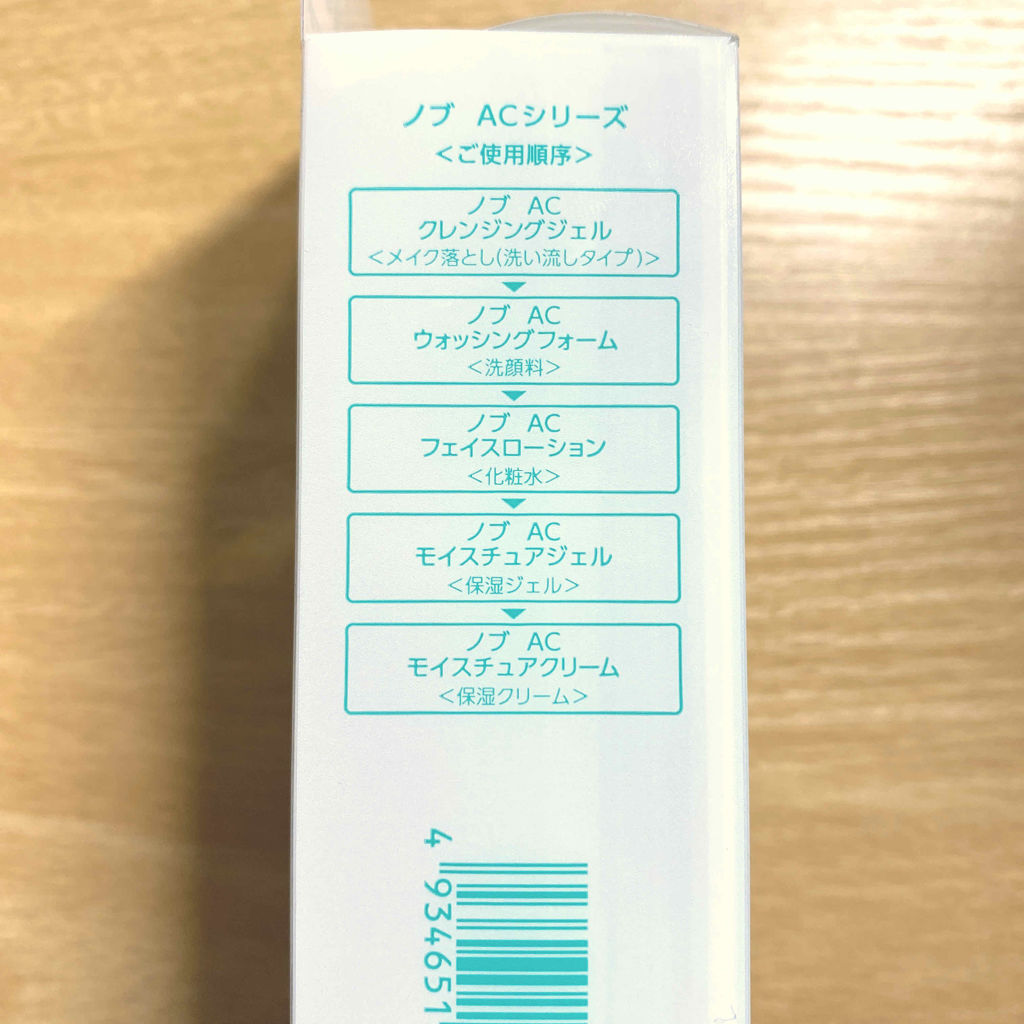 ノブ ACシリーズ
＜ご使用順序＞
ノブ AC
クレンジングジェル
＜メイク落とし(洗い流しタイプ)＞
ノブ AC
ウォッシングフォーム
＜洗顔料＞
ノブ AC
フェイスローション
＜化粧水＞
ノブ AC
モイスチュアジェル
＜保湿ジェル＞
ノブ AC
モイスチュアクリーム
＜保湿クリーム＞
4 934651